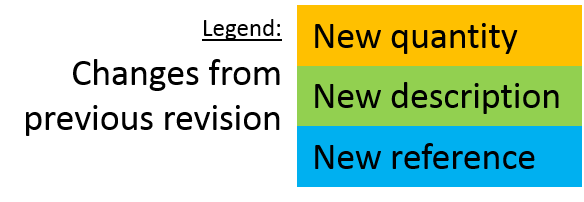 Legend:
Changes from
previous revision
New quantity
New description
New reference